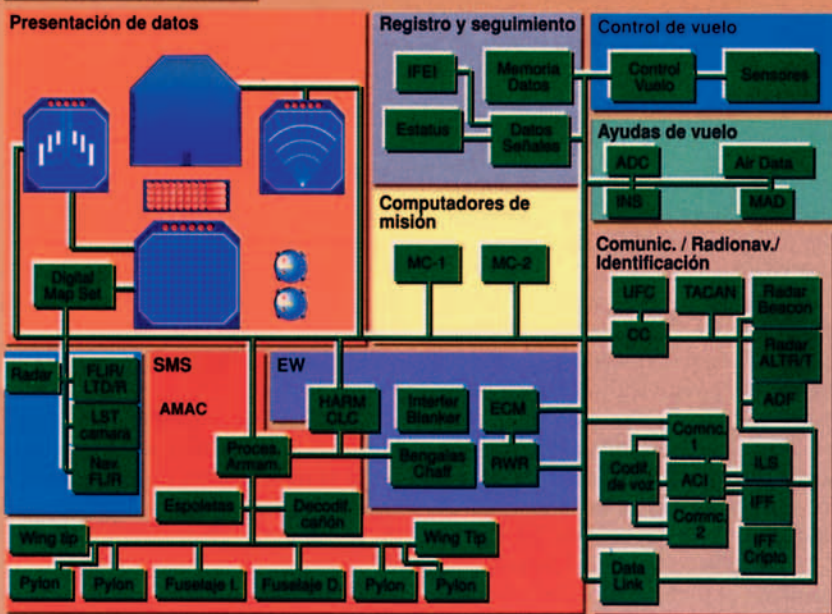 Presentación de datos
Digital
Map Set
Registro y seguimiento
IFEI
Memoria
Datos
Estatus
Datos
Señales
Control de vuelo
Control
Vuelo
Sensores
Ayudas de vuelo
ADC
Air Data
INS
MAD
Computadores de
misión
MC-1
MC-2
Comunic. / Radionav./
Identificación
UFC
TACAN
Radar
Beacon
CC
Radar
ALTR/T
ADF
Comnc.
1
Codif.
de voz
ACI
ILS
IFF
Comnc.
2
IFF
Cripto
Data
Link
Radar
FLIR/
LTD/R
LST
camara
Nav.
FLIR
SMS
AMAC
Proces.
Armam.
Espoletas
Decodif.
cañón
EW
HARM
CLC
Interfer
Blanker
ECM
Bengalas
Chaff
RWR
Wing tip
Wing Tip
Pylon
Pylon
Fuselaje I.
Fuselaje D.
Pylon
Pylon